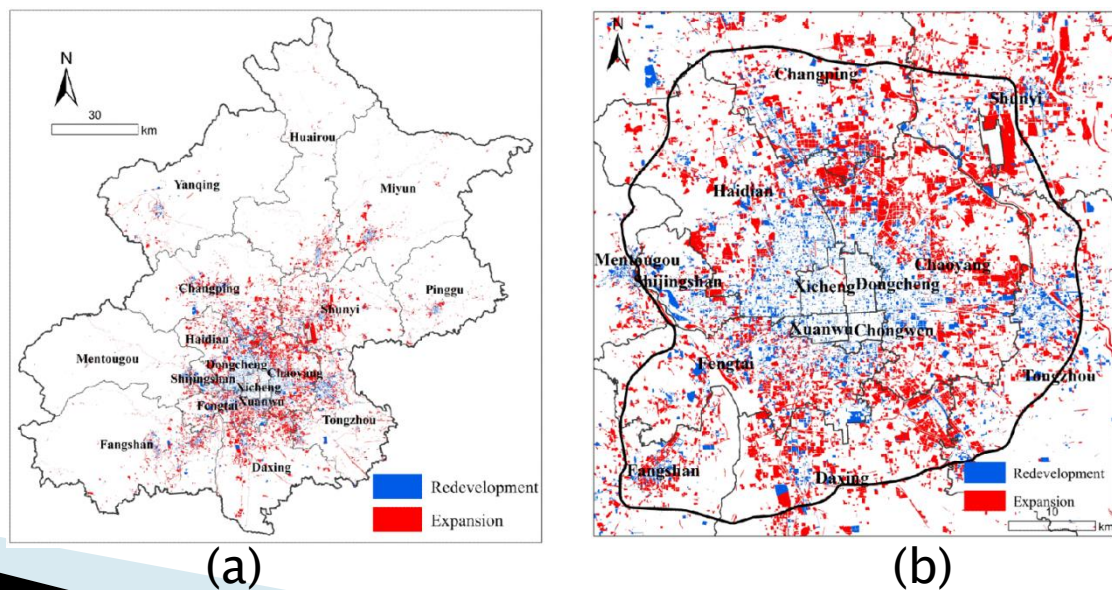 N
30
km
Huairou
Yanqing
Miyun
Changping
Shunyi
Pinggu
Haidian
Mentougou
Dongcheng
Shijingshan
Chaoyang
Xicheng
Fengtai
Xuanwu
Tongzhou
Fangshan
Daxing
Redevelopment
Expansion
(a)
N
Changping
Shunyi
Haidian
Mentougou
Shijingshan
Chaoyang
Xicheng
Dongcheng
Xuanwu
Chongwen
Fengtai
Tongzhou
Fangshan
Daxing
Redevelopment
Expansion
10
km
(b)